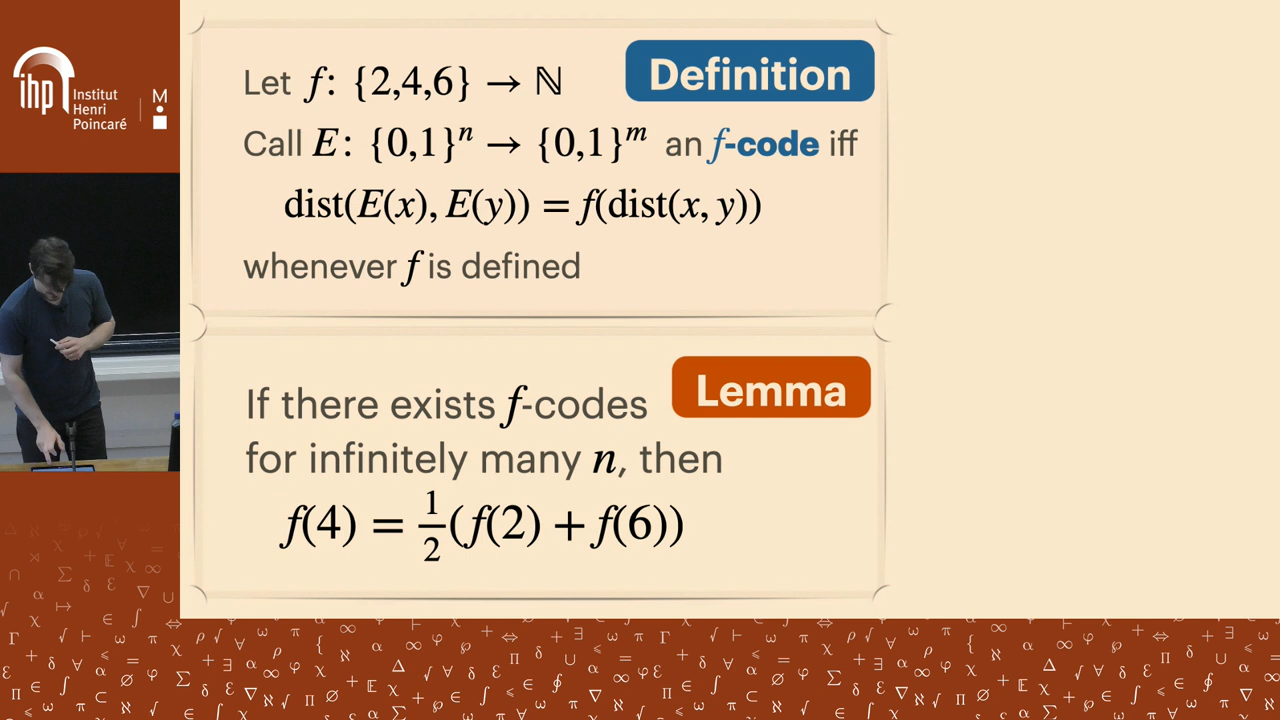 ihp
Institut
Henri
Poincaré
M
Definition
Let f: {2,4,6} → ℕ
Call E: {0,1}ⁿ → {0,1}ᵐ an f-code iff
dist(E(x), E(y)) = f(dist(x, y))
whenever f is defined
Lemma
If there exists f-codes
for infinitely many n, then
f(4) = 1/2 (f(2) + f(6))